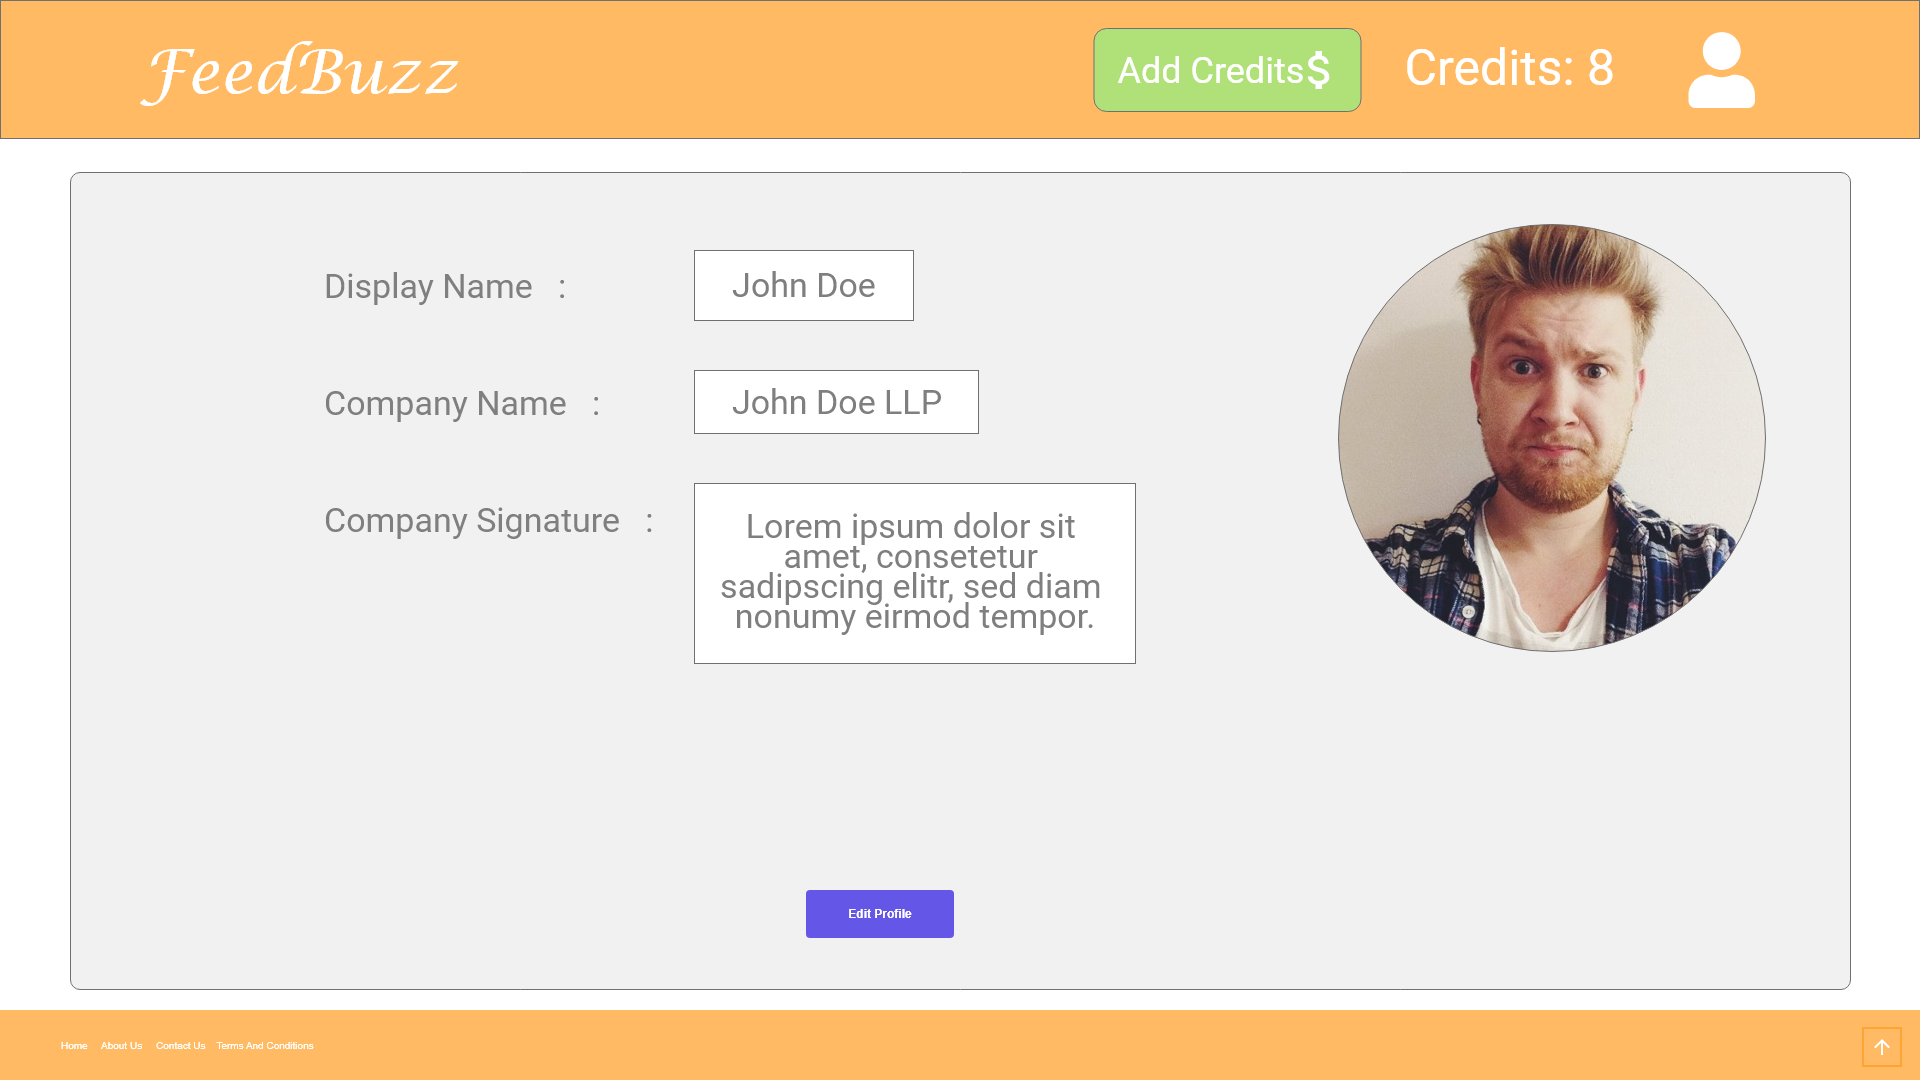 FeedBuzz
Add Credits$
Credits: 8
Display Name :
John Doe
Company Name :
John Doe LLP
Company Signature :
Lorem ipsum dolor sit
amet, consetetur
sadipscing elitr, sed diam
nonumy eirmod tempor.
Edit Profile
Home About Us Contact Us Terms And Conditions